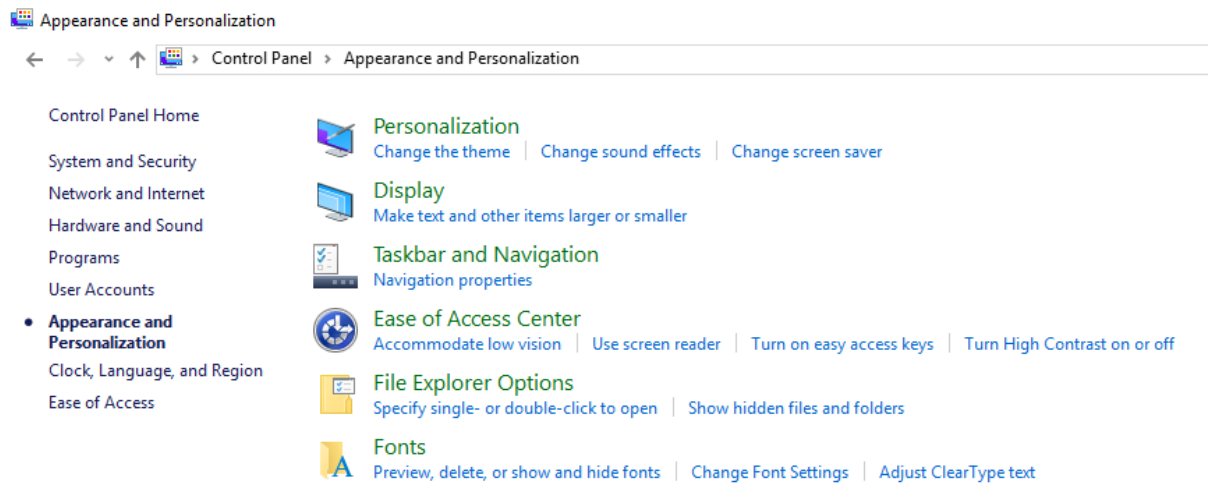 Appearance and Personalization
Control Panel > Appearance and Personalization
Control Panel Home
System and Security
Network and Internet
Hardware and Sound
Programs
User Accounts
Appearance and
Personalization
Clock, Language, and Region
Ease of Access
Personalization
Change the theme | Change sound effects | Change screen saver
Display
Make text and other items larger or smaller
Taskbar and Navigation
Navigation properties
Ease of Access Center
Accommodate low vision | Use screen reader | Turn on easy access keys | Turn High Contrast on or off
File Explorer Options
Specify single- or double-click to open | Show hidden files and folders
Fonts
Preview, delete, or show and hide fonts | Change Font Settings | Adjust ClearType text